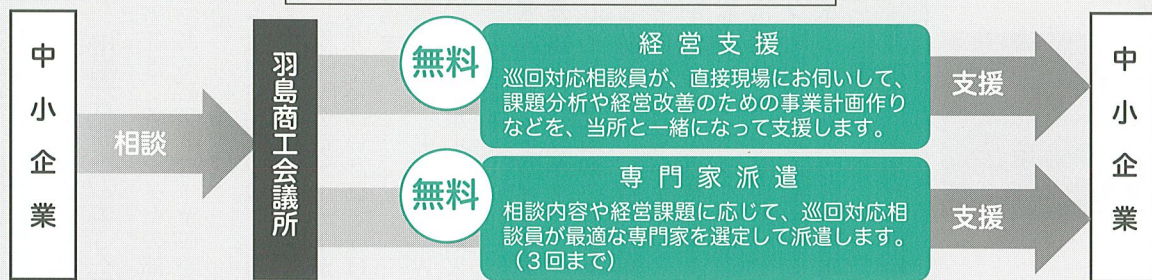 中小企業
相談
羽島商工会議所
無料
経営支援
巡回対応相談員が、直接現場にお伺いして、
課題分析や経営改善のための事業計画作り
などを、当所と一緒になって支援します。
支援
無料
専門家派遣
相談内容や経営課題に応じて、巡回対応相
談員が最適な専門家を選定して派遣します。
（3回まで）
支援
中小企業